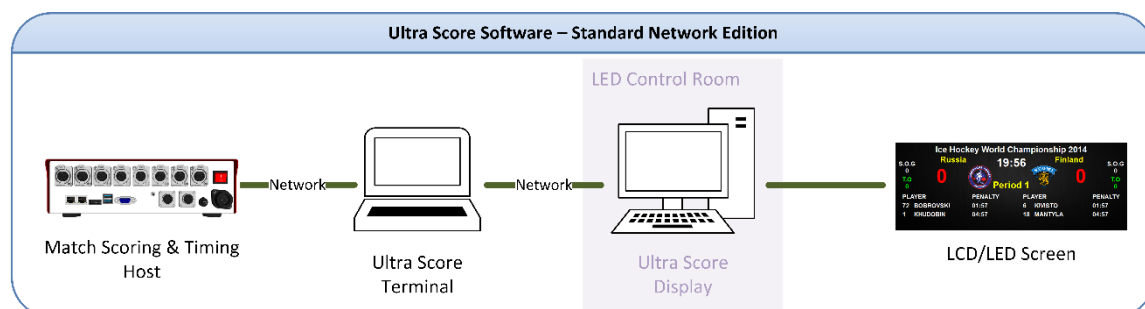 Ultra Score Software – Standard Network Edition
LED Control Room
Network
Network
Match Scoring & Timing
Host
Ultra Score
Terminal
Ultra Score
Display
LCD/LED Screen
Ice Hockey World Championship 2014
Russia
19:56
Finland
S.O.G
0
S.O.G
0
0
0
T.O
0
T.O
0
Period 1
PLAYER PENALTY PLAYER PENALTY
72 BOBROVSKI 01:57 6 KIVISTO 01:57
1 KHUDOBIN 04:57 18 MANTYLA 04:57